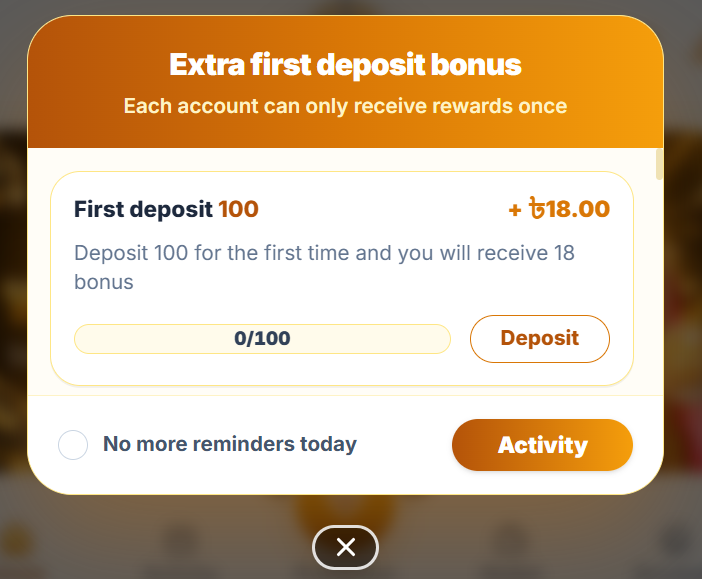 Extra first deposit bonus
Each account can only receive rewards once
First deposit 100
+ ৳18.00
Deposit 100 for the first time and you will receive 18
bonus
0/100
Deposit
No more reminders today
Activity